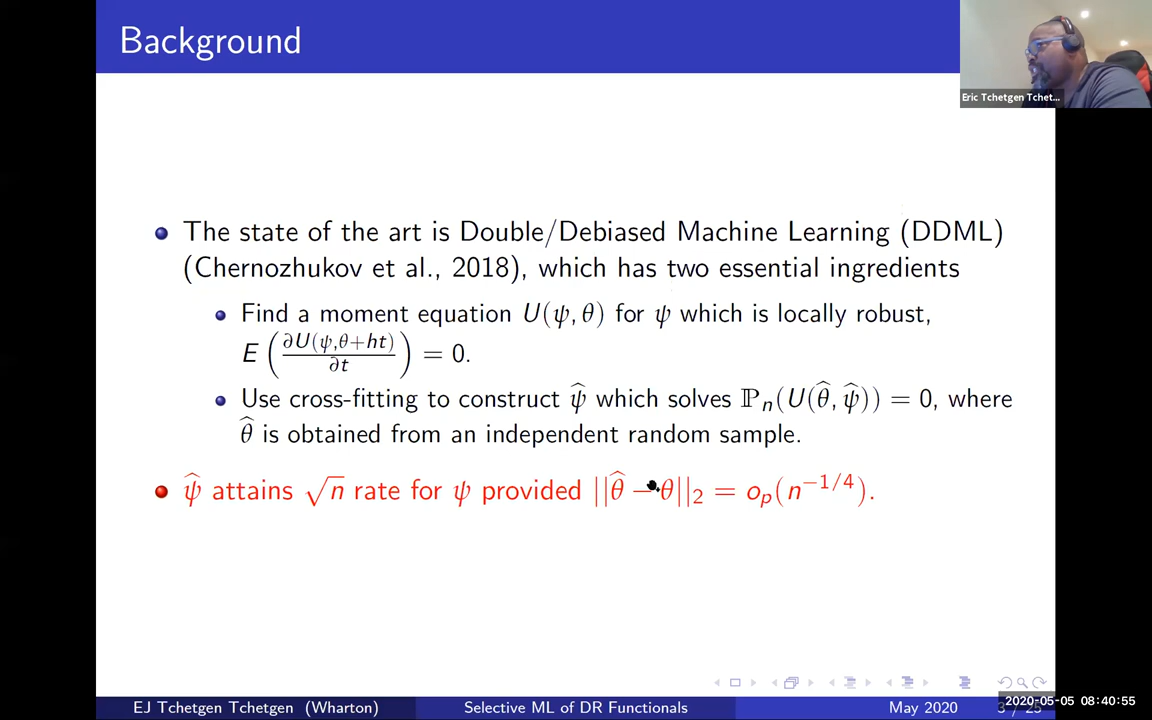 Background
Eric Tchetgen Tchet...
The state of the art is Double/Debiased Machine Learning (DDML)
(Chernozhukov et al., 2018), which has two essential ingredients
Find a moment equation U(ψ, θ) for ψ which is locally robust,
E(∂U(ψ,θ+ht)/∂t) = 0.
Use cross-fitting to construct ψ̂ which solves ℙₙ(U(θ̂, ψ̂)) = 0, where
θ̂ is obtained from an independent random sample.
ψ̂ attains √n rate for ψ provided ||θ̂ − θ||₂ = oₚ(n^{−1/4}).
EJ Tchetgen Tchetgen (Wharton)
Selective ML of DR Functionals
May 2020
2020-05-05 08:40:55